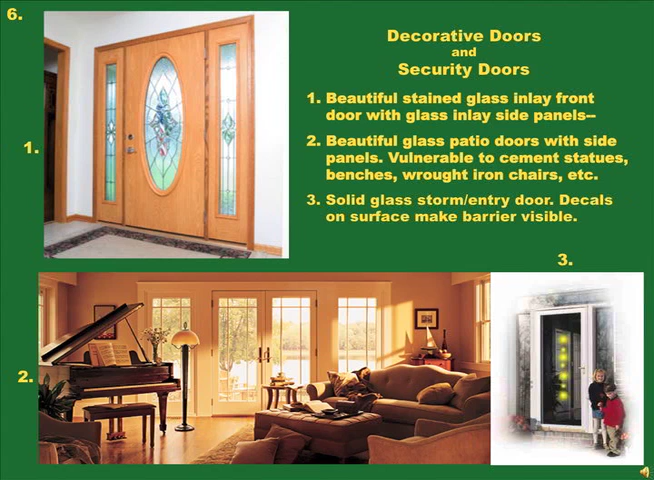 6.
Decorative Doors
and
Security Doors
1. Beautiful stained glass inlay front
door with glass inlay side panels--
2. Beautiful glass patio doors with side
panels. Vulnerable to cement statues,
benches, wrought iron chairs, etc.
3. Solid glass storm/entry door. Decals
on surface make barrier visible.
1.
3.
2.